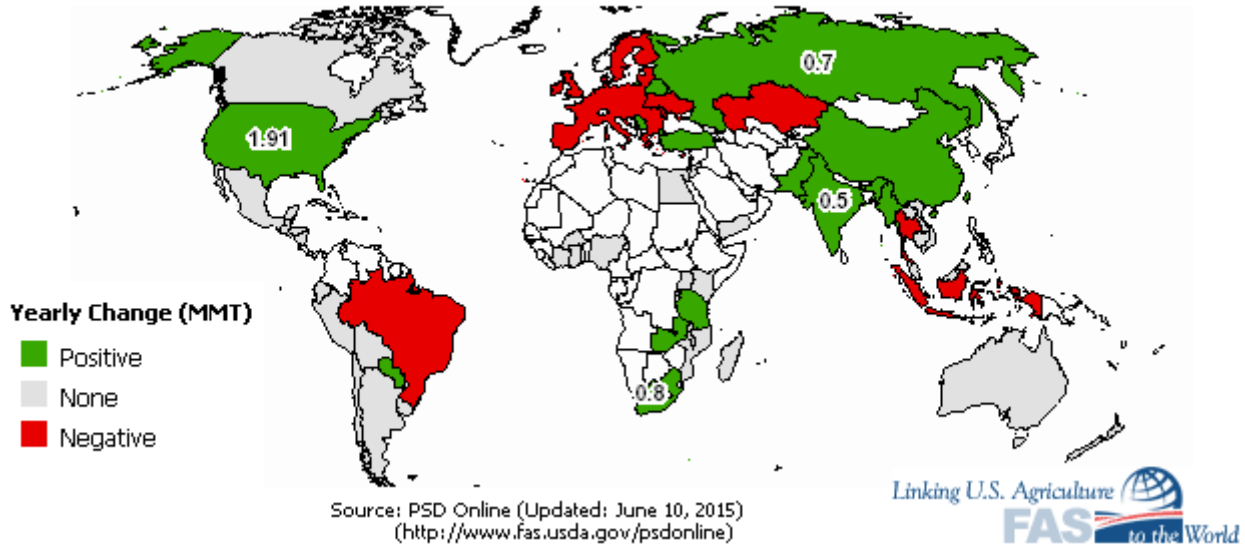 0.7
1.91
0.5
Yearly Change (MMT)
Positive
None
Negative
0.8
Source: PSD Online (Updated: June 10, 2015)
(http://www.fas.usda.gov/psdonline)
Linking U.S. Agriculture
FAS to the World